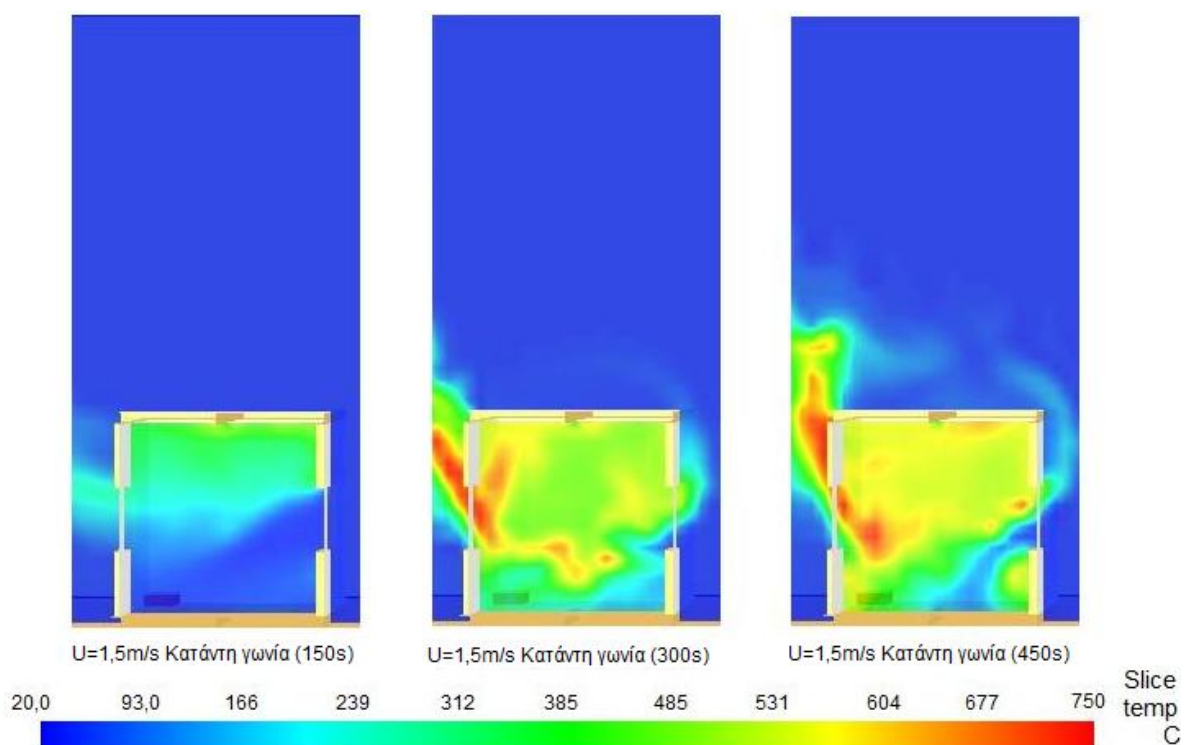 U=1,5m/s Κατάντη γωνία (150s)
U=1,5m/s Κατάντη γωνία (300s)
U=1,5m/s Κατάντη γωνία (450s)
20,0 93,0 166 239 312 385 485 531 604 677 750
Slice
temp
C